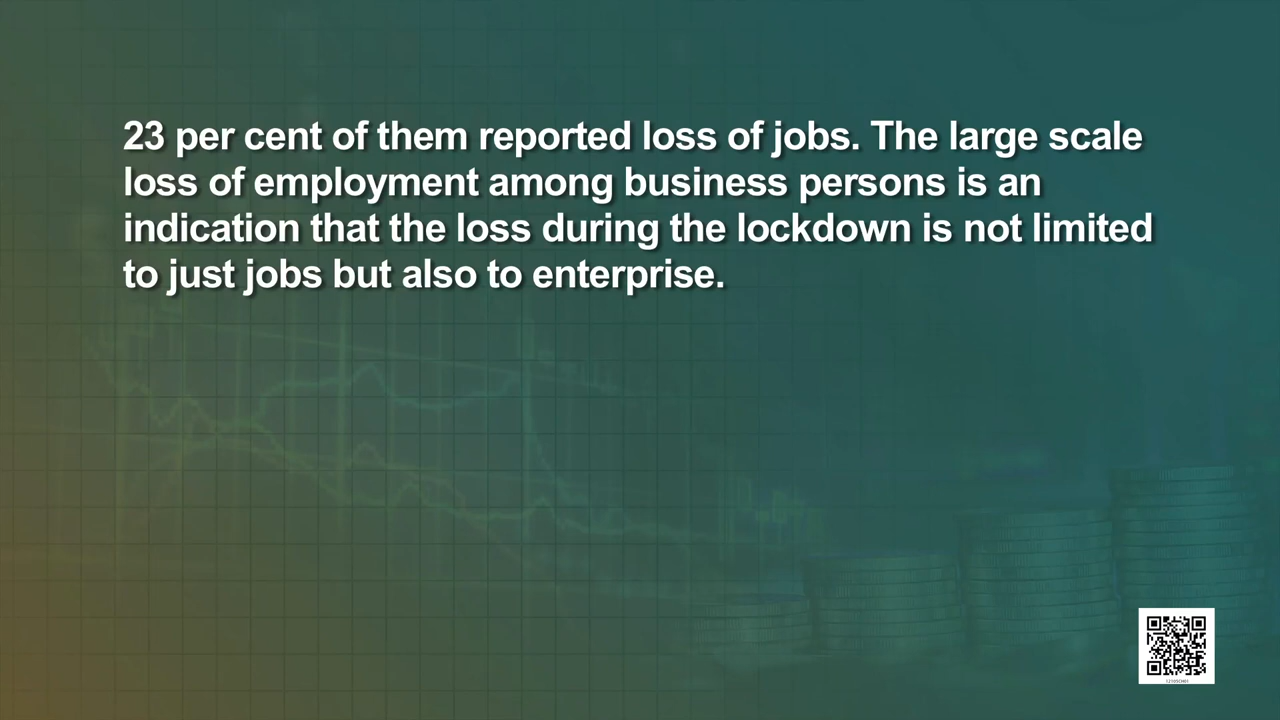 23 per cent of them reported loss of jobs. The large scale
loss of employment among business persons is an
indication that the loss during the lockdown is not limited
to just jobs but also to enterprise.